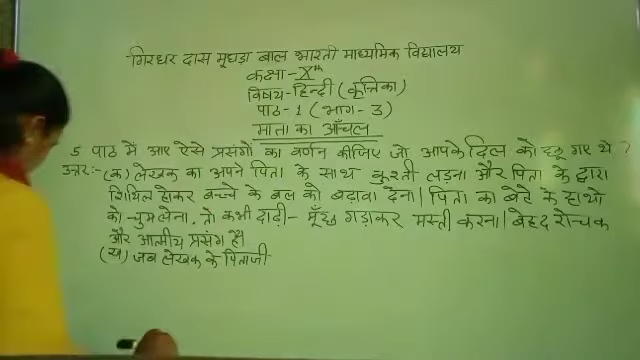 गिरधर दास मूधड़ा बाल भारती माध्यमिक विद्यालय
कक्षा - Xth
विषय - हिन्दी (कृत्तिका)
पाठ - 1 (भाग - 3)
माता का आँचल
5 पाठ में आए ऐसे प्रसंगों का वर्णन कीजिए जो आपके दिल को छू गए थे ?
उत्तर:- (क) लेखक का अपने पिता के साथ कुश्ती लड़ना और पिता के द्वारा
शिथिल होकर बच्चे के बल को बढ़ावा देना। पिता का बेटे के हाथो
को चुम लेना, तो कभी दाढ़ी - मूँछ गड़ाकर मस्ती करना। बेहद रोचक
और आत्मीय प्रसंग है।
(ख) जब लेखक के पिताजी